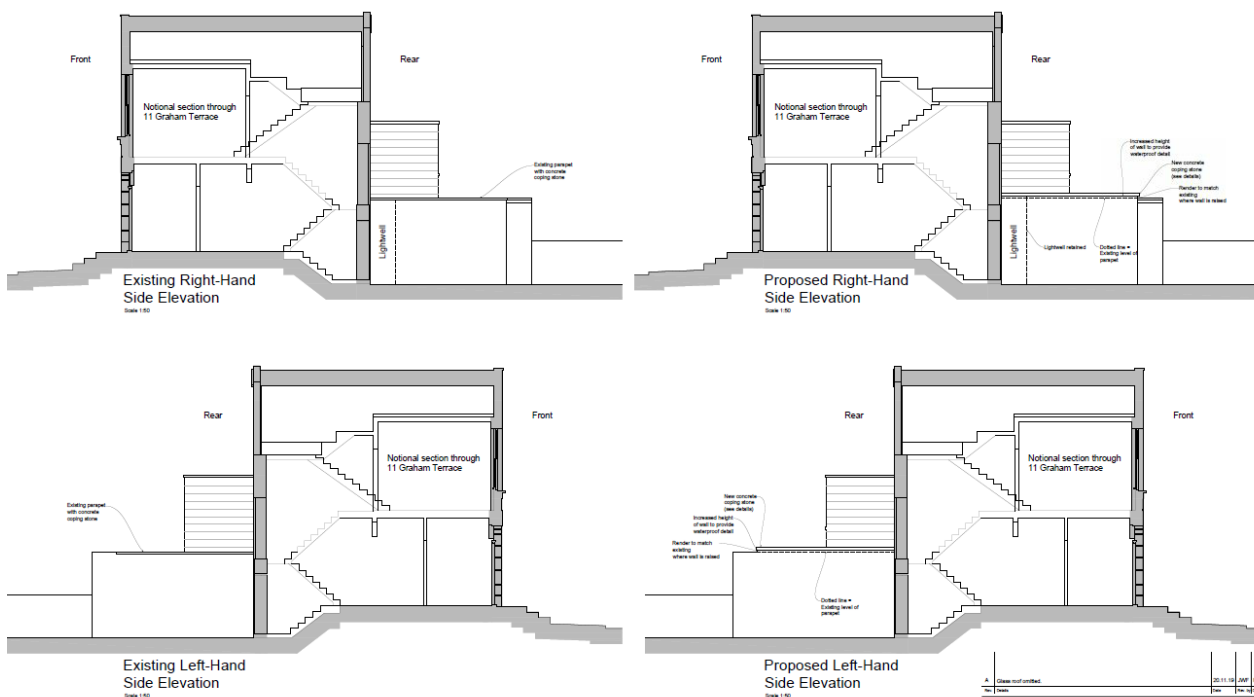 Front
Rear
Notional section through
11 Graham Terrace
Existing parapet
with concrete
coping stone
Lightwell
Existing Right-Hand
Side Elevation
Scale 1:50
Front
Rear
Notional section through
11 Graham Terrace
Increased height
of wall to provide
waterproof detail
New concrete
coping stone
(see details)
Render to match
existing
where wall is raised
Lightwell
Lightwell retained
Dotted line =
Existing level of
parapet
Proposed Right-Hand
Side Elevation
Scale 1:50
Rear
Front
Notional section through
11 Graham Terrace
Existing parapet
with concrete
coping stone
Existing Left-Hand
Side Elevation
Scale 1:50
Rear
Front
Notional section through
11 Graham Terrace
New concrete
coping stone
(see details)
Increased height
of wall to provide
waterproof detail
Render to match
existing
where wall is raised
Dotted line =
Existing level of
parapet
Proposed Left-Hand
Side Elevation
Scale 1:50
A Glass roof omitted. 20.11.19 JWF
Rev. Details Date Rev. by